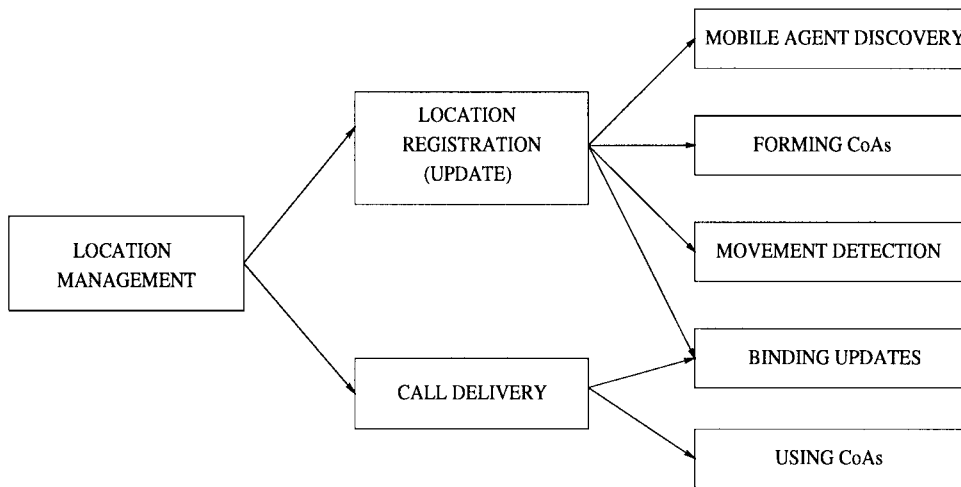 MOBILE AGENT DISCOVERY
LOCATION
REGISTRATION
(UPDATE)
FORMING CoAs
LOCATION
MANAGEMENT
MOVEMENT DETECTION
CALL DELIVERY
BINDING UPDATES
USING CoAs